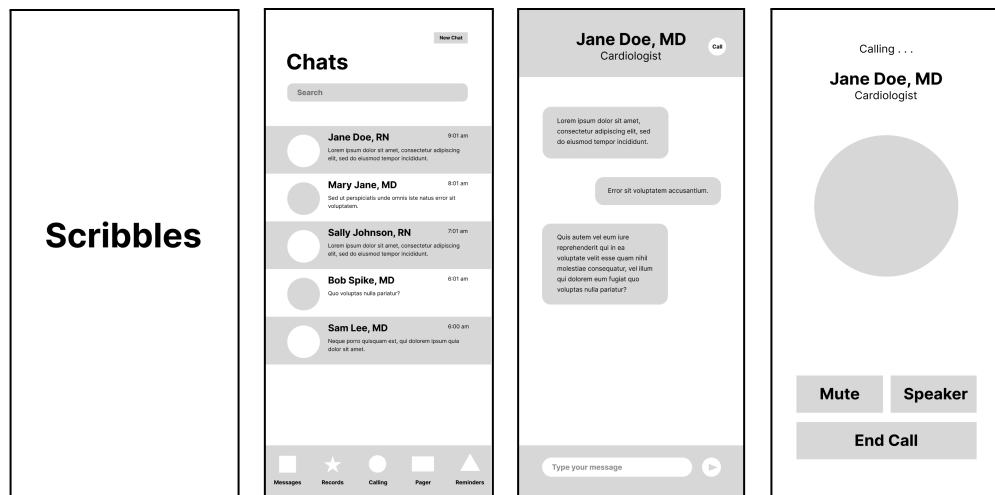 Scribbles
New Chat
Chats
Search
Jane Doe, RN
9:01 am
Lorem ipsum dolor sit amet, consectetur adipiscing
elit, sed do eiusmod tempor incididunt.
Mary Jane, MD
8:01 am
Sed ut perspiciatis unde omnis iste natus error sit
voluptatem.
Sally Johnson, RN
7:01 am
Lorem ipsum dolor sit amet, consectetur adipiscing
elit, sed do eiusmod tempor incididunt.
Bob Spike, MD
6:01 am
Quo voluptas nulla pariatur?
Sam Lee, MD
6:00 am
Neque porro quisquam est, qui dolorem ipsum quia
dolor sit amet.
Messages
Records
Calling
Pager
Reminders
Jane Doe, MD
Cardiologist
Call
Lorem ipsum dolor sit amet,
consectetur adipiscing elit, sed
do eiusmod tempor incididunt.
Error sit voluptatem accusantium.
Quis autem vel eum iure
reprehenderit qui in ea
voluptate velit esse quam nihil
molestiae consequatur, vel illum
qui dolorem eum fugiat quo
voluptas nulla pariatur?
Type your message
Calling . . .
Jane Doe, MD
Cardiologist
Mute
Speaker
End Call